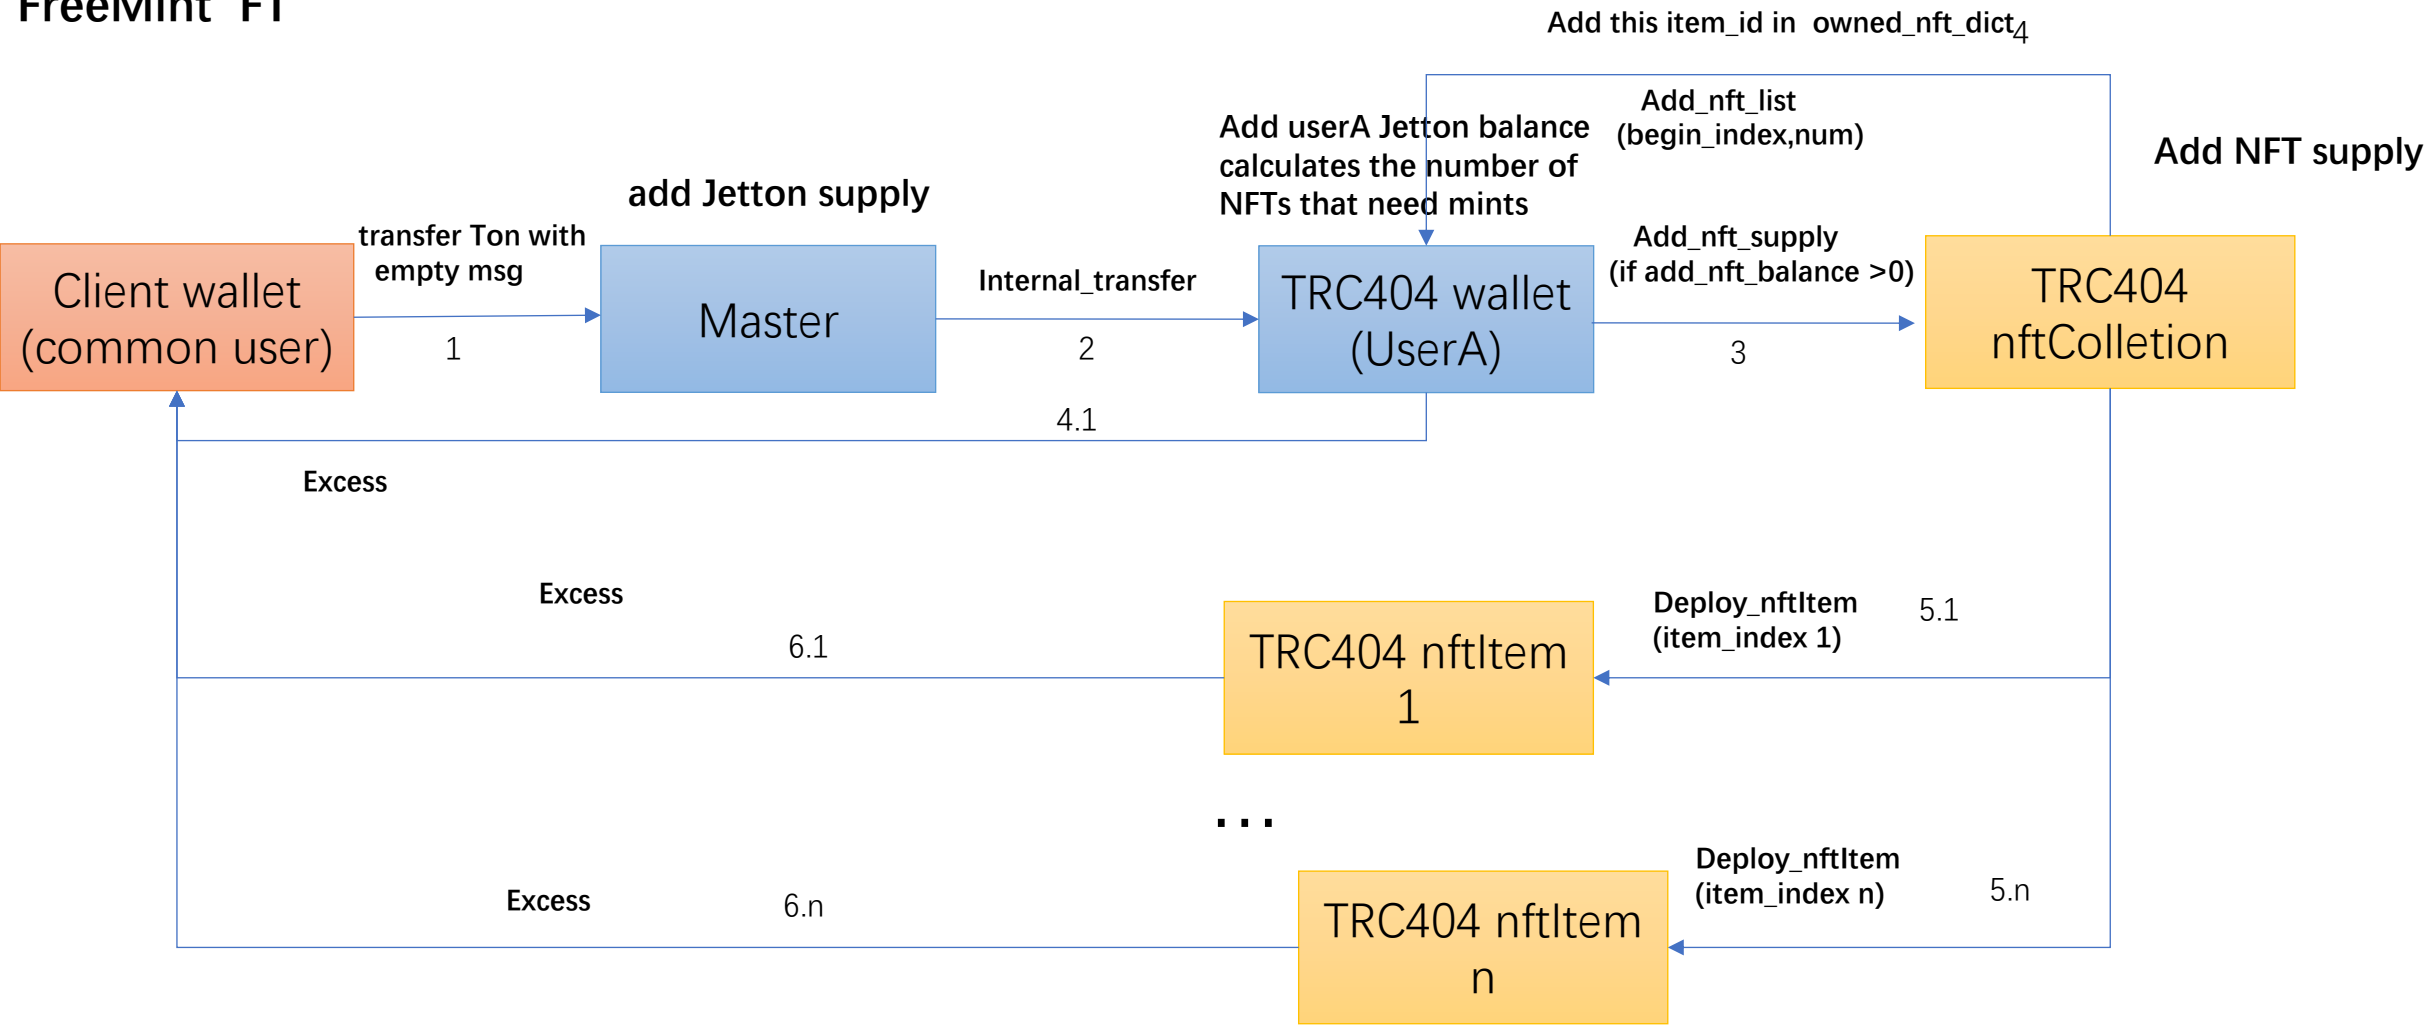 FreeMint FT
Add this item_id in owned_nft_dict
4
Add_nft_list
(begin_index,num)
Add userA Jetton balance
calculates the number of
NFTs that need mints
Add NFT supply
add Jetton supply
transfer Ton with
empty msg
Add_nft_supply
(if add_nft_balance >0)
Client wallet
(common user)
1
Master
Internal_transfer
2
TRC404 wallet
(UserA)
3
TRC404
nftColletion
4.1
Excess
Excess
6.1
TRC404 nftItem
1
Deploy_nftItem
(item_index 1)
5.1
...
Excess
6.n
TRC404 nftItem
n
Deploy_nftItem
(item_index n)
5.n